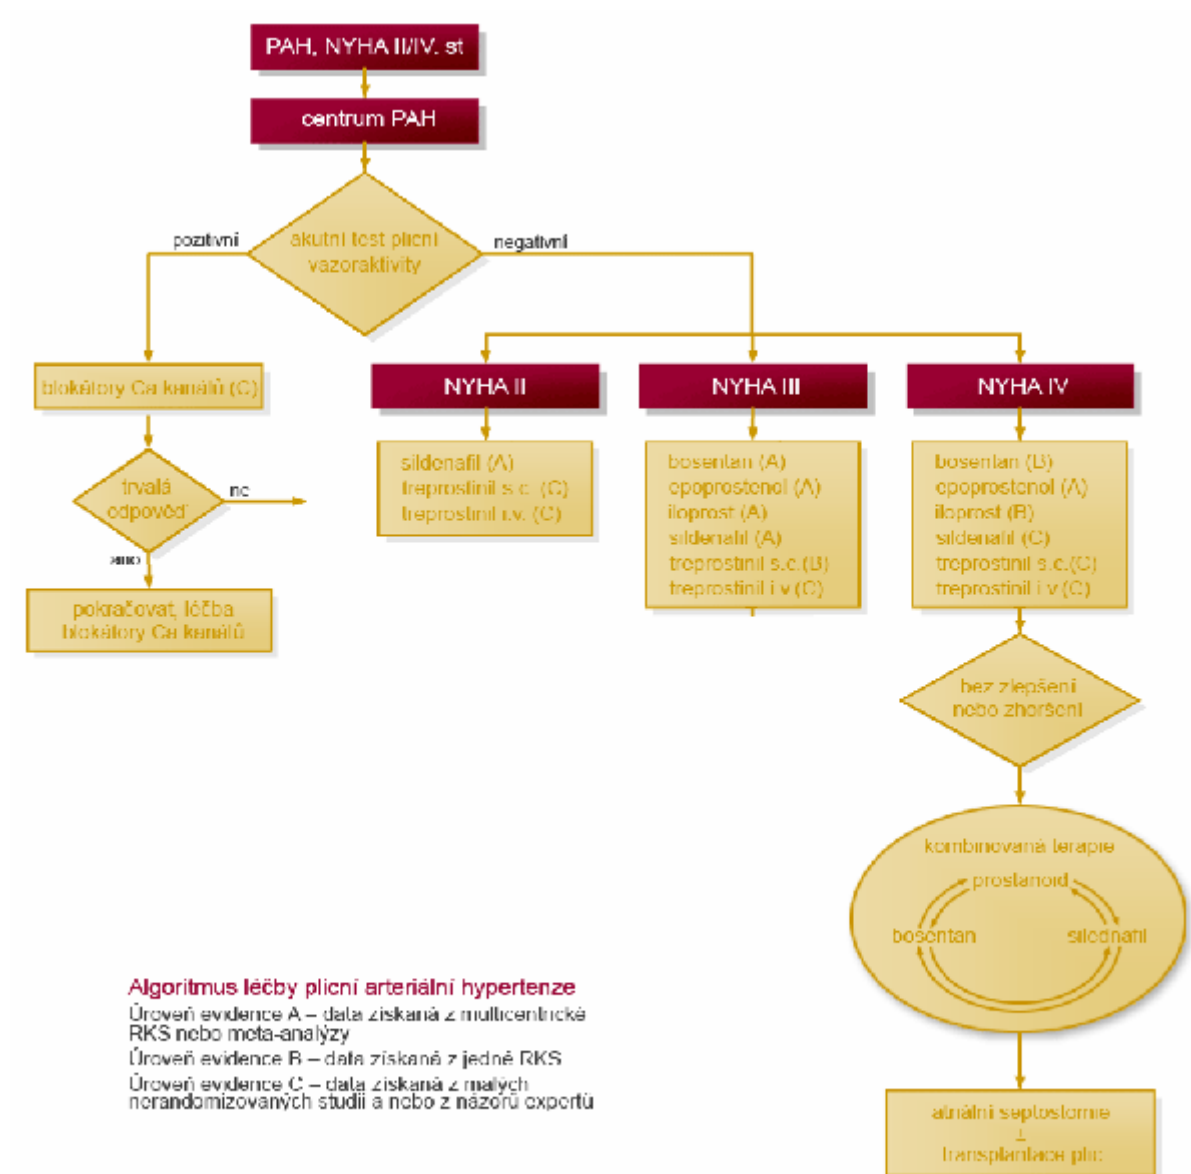 PAH, NYHA II/IV. st
centrum PAH
akutní test plicní
vazoraktivity
pozitivní
negativní
blokátory Ca kanálů (C)
trvalá
odpověď
ne
ano
pokračovat, léčba
blokátory Ca kanálů
NYHA II
sildenafil (A)
treprostinil s.c. (C)
treprostinil i.v. (C)
NYHA III
bosentan (A)
epoprostenol (A)
iloprost (A)
sildenafil (A)
treprostinil s.c.(B)
treprostinil i.v.(C)
NYHA IV
bosentan (B)
epoprostenol (A)
iloprost (B)
sildenafil (C)
treprostinil s.c.(C)
treprostinil i.v.(C)
bez zlepšení
nebo zhoršení
kombinovaná terapie
prostanoid
bosentan
silednafil
atriální septostomie
±
transplantace plic
Algoritmus léčby plicní arteriální hypertenze
Úroveň evidence A – data získaná z multicentrické
RKS nebo meta-analýzy
Úroveň evidence B – data získaná z jedné RKS
Úroveň evidence C – data získaná z malých
nerandomizovaných studií a nebo z názorů expertů